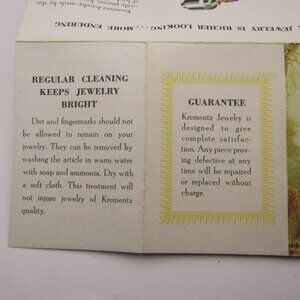 JEWELRY IS RICHER LOOKING . . . MORE ENDURING
REGULAR CLEANING
KEEPS JEWELRY
BRIGHT
Dirt and fingermarks should not
be allowed to remain on your
jewelry. They can be removed by
washing the article in warm water
with soap and ammonia. Dry with
a soft cloth. This treatment will
not injure jewelry of Krementz
quality.
GUARANTEE
Krementz Jewelry is
designed to give
complete satisfac-
tion. Any piece prov-
ing defective at any
time will be repaired
or replaced without
charge.